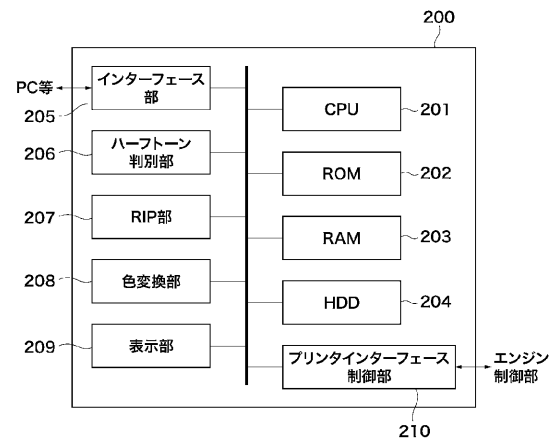 200
PC等
インターフェース
部
205
CPU
201
ハーフトーン
判別部
206
ROM
202
RIP部
207
RAM
203
色変換部
208
HDD
204
表示部
209
プリンタインターフェース
制御部
エンジン
制御部
210